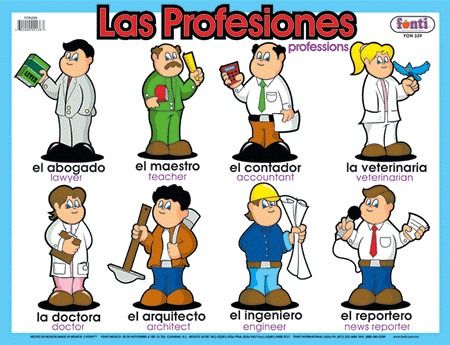 Las Profesiones
professions
fonti
FON 339
el abogado
lawyer
el maestro
teacher
el contador
accountant
la veterinaria
veterinarian
la doctora
doctor
el arquitecto
architect
el ingeniero
engineer
el reportero
news reporter